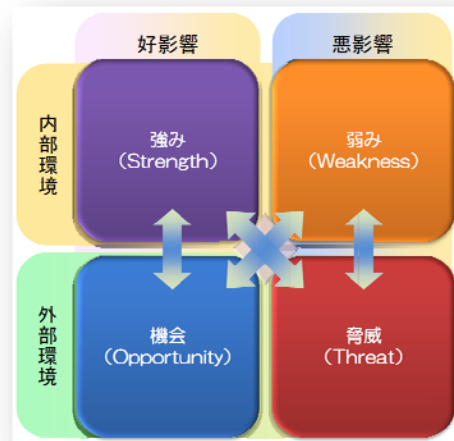 好影響
悪影響
内部環境
強み
(Strength)
弱み
(Weakness)
外部環境
機会
(Opportunity)
脅威
(Threat)